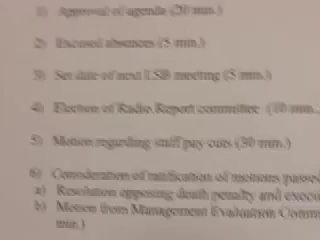 1) Approval of agenda (20 min.)
2) Excused absences (5 min.)
3) Set date of next LSB meeting (5 min.)
4) Election of Radio Report committee (10 min.
5) Motion regarding staff pay cuts (30 min.)
6) Consideration of ratification of motions passed
a) Resolution opposing death penalty and
b) Motion from Management Evaluation Comm
min.)